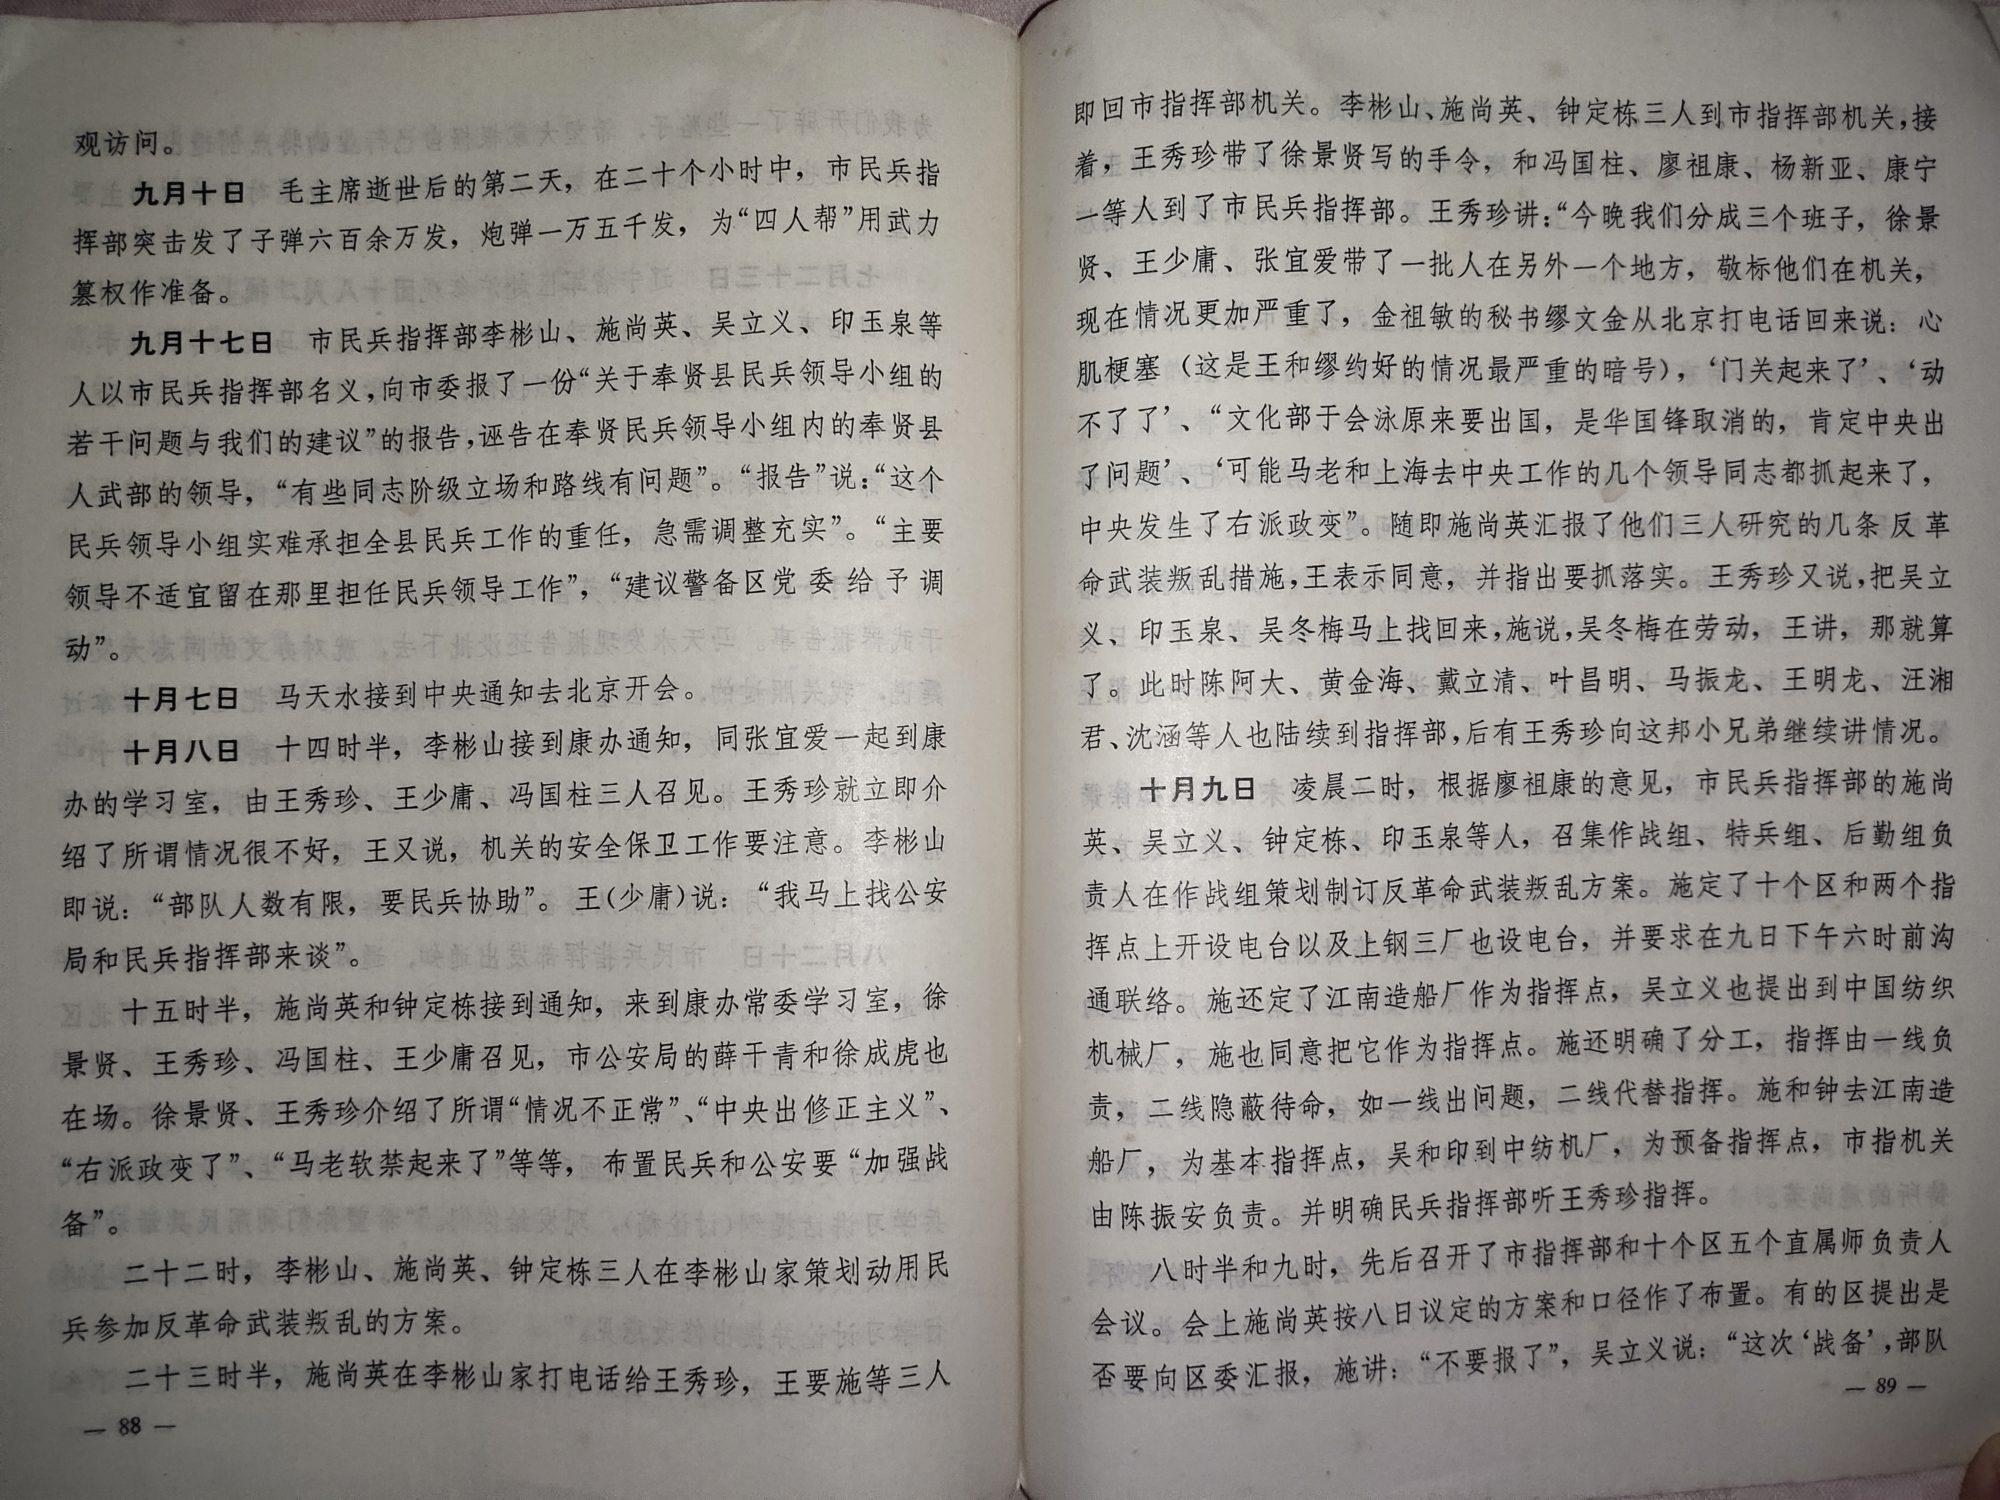 观访问。
九月十日　毛主席逝世后的第二天，在二十个小时中，市民兵指
挥部突击发了子弹六百余万发，炮弹一万五千发，为“四人帮”用武力
篡权作准备。
九月十七日　市民兵指挥部李彬山、施尚英、吴立义、印玉泉等
人以市民兵指挥部名义，向市委报了一份“关于奉贤县民兵领导小组的
若干问题与我们的建议”的报告，诬告在奉贤民兵领导小组内的奉贤县
人武部的领导，“有些同志阶级立场和路线有问题”。“报告”说：“这个
民兵领导小组实难承担全县民兵工作的重任，急需调整充实”。“主要
领导不适宜留在那里担任民兵领导工作”，“建议警备区党委给予调
动”。
十月七日　马天水接到中央通知去北京开会。
十月八日　十四时半，李彬山接到康办通知，同张宜爱一起到康
办的学习室，由王秀珍、王少庸、冯国柱三人召见。王秀珍就立即介
绍了所谓情况很不好，王又说，机关的安全保卫工作要注意。李彬山
即说：“部队人数有限，要民兵协助”。王(少庸)说：“我马上找公安
局和民兵指挥部来谈”。
十五时半，施尚英和钟定栋接到通知，来到康办常委学习室，徐
景贤、王秀珍、冯国柱、王少庸召见，市公安局的薛干青和徐成虎也
在场。徐景贤、王秀珍介绍了所谓“情况不正常”、“中央出修正主义”、
“右派政变了”、“马老软禁起来了”等等，布置民兵和公安要“加强战
备”。
二十二时，李彬山、施尚英、钟定栋三人在李彬山家策划动用民
兵参加反革命武装叛乱的方案。
二十三时半，施尚英在李彬山家打电话给王秀珍，王要施等三人
— 88 —
即回市指挥部机关。李彬山、施尚英、钟定栋三人到市指挥部机关，接
着，王秀珍带了徐景贤写的手令，和冯国柱、廖祖康、杨新亚、康宁
一等人到了市民兵指挥部。王秀珍讲：“今晚我们分成三个班子，徐景
贤、王少庸、张宜爱带了一批人在另外一个地方，敬标他们在机关，
现在情况更加严重了，金祖敏的秘书缪文金从北京打电话回来说：心
肌梗塞（这是王和缪约好的情况最严重的暗号），‘门关起来了’、‘动
不了了’、“文化部于会泳原来要出国，是华国锋取消的，肯定中央出
了问题’、‘可能马老和上海去中央工作的几个领导同志都抓起来了，
中央发生了右派政变”。随即施尚英汇报了他们三人研究的几条反革
命武装叛乱措施，王表示同意，并指出要抓落实。王秀珍又说，把吴立
义、印玉泉、吴冬梅马上找回来，施说，吴冬梅在劳动，王讲，那就算
了。此时陈阿大、黄金海、戴立清、叶昌明、马振龙、王明龙、汪湘
君、沈涵等人也陆续到指挥部，后有王秀珍向这邦小兄弟继续讲情况。
十月九日　凌晨二时，根据廖祖康的意见，市民兵指挥部的施尚
英、吴立义、钟定栋、印玉泉等人，召集作战组、特兵组、后勤组负
责人在作战组策划制订反革命武装叛乱方案。施定了十个区和两个指
挥点上开设电台以及上钢三厂也设电台，并要求在九日下午六时前沟
通联络。施还定了江南造船厂作为指挥点，吴立义也提出到中国纺织
机械厂，施也同意把它作为指挥点。施还明确了分工，指挥由一线负
责，二线隐蔽待命，如一线出问题，二线代替指挥。施和钟去江南造
船厂，为基本指挥点，吴和印到中纺机厂，为预备指挥点，市指机关
由陈振安负责。并明确民兵指挥部听王秀珍指挥。
八时半和九时，先后召开了市指挥部和十个区五个直属师负责人
会议。会上施尚英按八日议定的方案和口径作了布置。有的区提出是
否要向区委汇报，施讲：“不要报了”，吴立义说：“这次‘战备’，部队
— 89 —